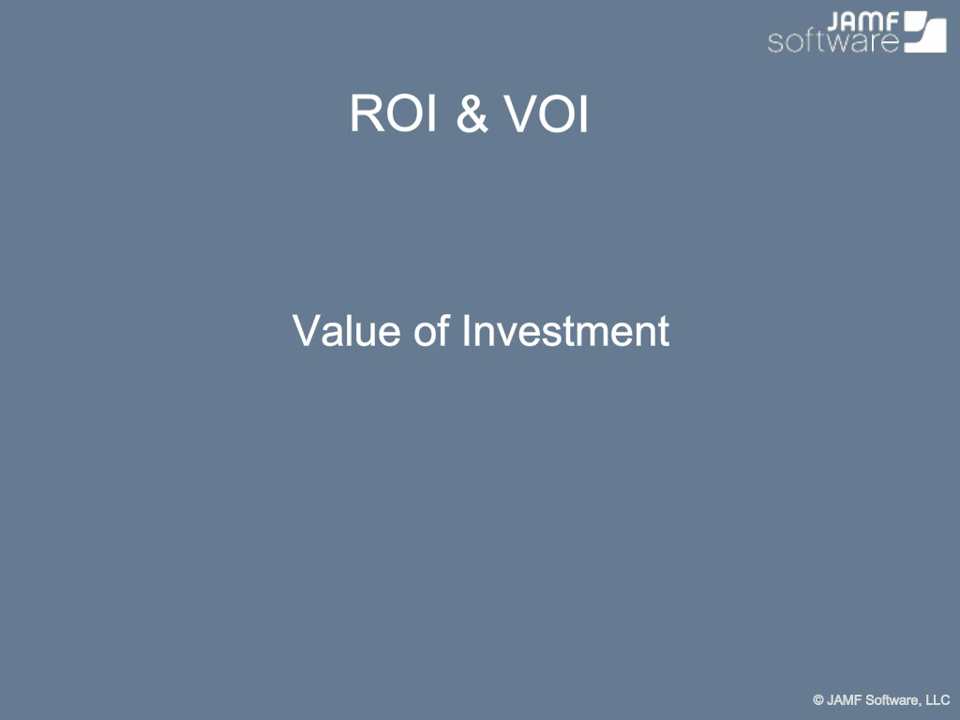 JAMF
software
ROI & VOI
Value of Investment
© JAMF Software, LLC